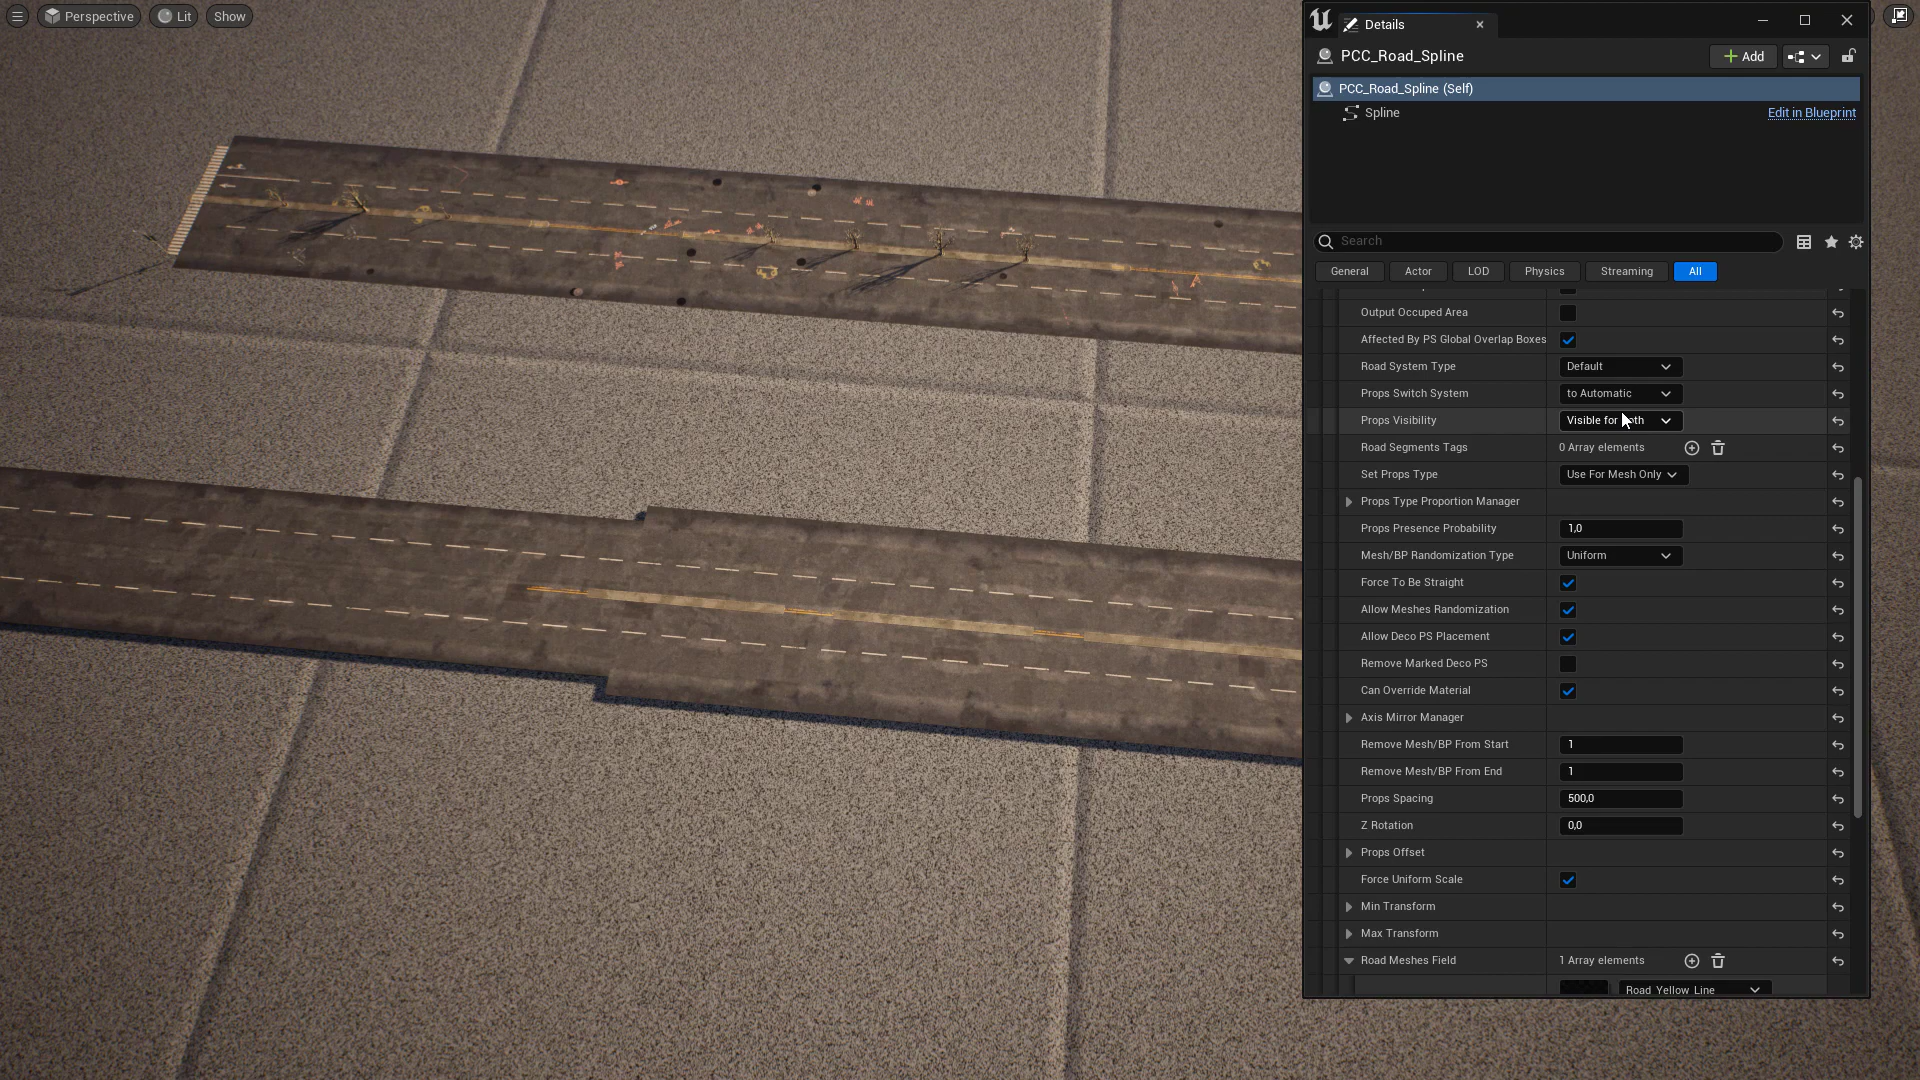 Perspective
Lit
Show
Details
PCC_Road_Spline
Add
PCC_Road_Spline (Self)
Spline
Edit in Blueprint
Search
General
Actor
LOD
Physics
Streaming
All
Output Occuped Area
Affected By PS Global Overlap Boxes
Road System Type
Default
Props Switch System
to Automatic
Props Visibility
Visible for
Road Segments Tags
0 Array elements
Set Props Type
Use For Mesh Only
Props Type Proportion Manager
Props Presence Probability
1,0
Mesh/BP Randomization Type
Uniform
Force To Be Straight
Allow Meshes Randomization
Allow Deco PS Placement
Remove Marked Deco PS
Can Override Material
Axis Mirror Manager
Remove Mesh/BP From Start
1
Remove Mesh/BP From End
1
Props Spacing
500,0
Z Rotation
0,0
Props Offset
Force Uniform Scale
Min Transform
Max Transform
Road Meshes Field
1 Array elements
Road Yellow Line